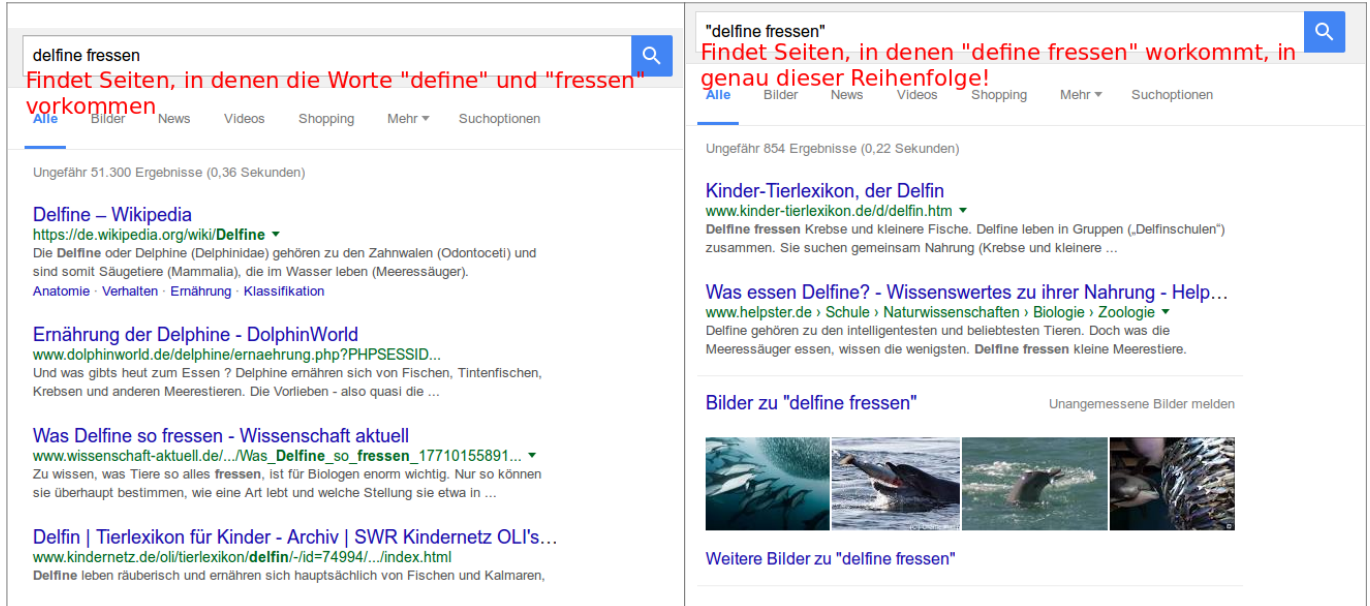 delfine fressen
Findet Seiten, in denen die Worte "define" und "fressen"
vorkommen
Alle Bilder News Videos Shopping Mehr Suchoptionen
Ungefähr 51.300 Ergebnisse (0,36 Sekunden)
Delfine – Wikipedia
https://de.wikipedia.org/wiki/Delfine
Die Delfine oder Delphine (Delphinidae) gehören zu den Zahnwalen (Odontoceti) und
sind somit Säugetiere (Mammalia), die im Wasser leben (Meeressäuger).
Anatomie · Verhalten · Ernährung · Klassifikation
Ernährung der Delphine - DolphinWorld
www.dolphinworld.de/delphine/ernaehrung.php?PHPSESSID...
Und was gibts heut zum Essen ? Delphine ernähren sich von Fischen, Tintenfischen,
Krebsen und anderen Meerestieren. Die Vorlieben - also quasi die ...
Was Delfine so fressen - Wissenschaft aktuell
www.wissenschaft-aktuell.de/.../Was_Delfine_so_fressen_17710155891...
Zu wissen, was Tiere so alles fressen, ist für Biologen enorm wichtig. Nur so können
sie überhaupt bestimmen, wie eine Art lebt und welche Stellung sie etwa in ...
Delfin | Tierlexikon für Kinder - Archiv | SWR Kindernetz OLI's...
www.kindernetz.de/oli/tierlexikon/delfin/-/id=74994/.../index.html
Delfine leben räuberisch und ernähren sich hauptsächlich von Fischen und Kalmaren,
"delfine fressen"
Findet Seiten, in denen "define fressen" workommt, in
genau dieser Reihenfolge!
Alle Bilder News Videos Shopping Mehr Suchoptionen
Ungefähr 854 Ergebnisse (0,22 Sekunden)
Kinder-Tierlexikon, der Delfin
www.kinder-tierlexikon.de/d/delfin.htm
Delfine fressen Krebse und kleinere Fische. Delfine leben in Gruppen („Delfinschulen“)
zusammen. Sie suchen gemeinsam Nahrung (Krebse und kleinere ...
Was essen Delfine? - Wissenswertes zu ihrer Nahrung - Help...
www.helpster.de › Schule › Naturwissenschaften › Biologie › Zoologie
Delfine gehören zu den intelligentesten und beliebtesten Tieren. Doch was die
Meeressäuger essen, wissen die wenigsten. Delfine fressen kleine Meerestiere.
Bilder zu "delfine fressen" Unangemessene Bilder melden
Weitere Bilder zu "delfine fressen"